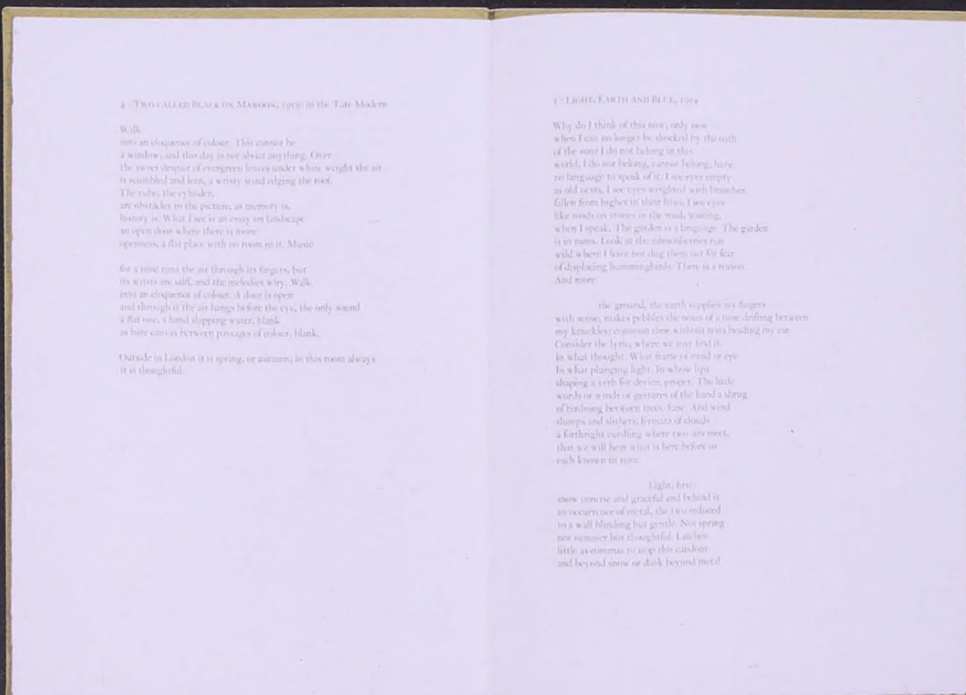 4 : Two called Black on Maroon, in the Tate Modern
Walk
into an eloquence of colour. This cannot be
a window, and this day is not about anything. Over
the sweet despair of evergreen leaves under white weight the air
is scumbled and lean, a wristy wind edging the roof.
The cube, the cylinder,
are obstacles to the picture, as memory is,
history is. What I see is an essay on landscape
an open door where there is more
openness, a flat place with no room in it. Music
for a time runs the air through its fingers, but
its wrists are stiff, and the melodies wiry. Walk
into an eloquence of colour. A door is open
and through it the air hangs before the eye, the only sound
a flat one, a hand slapping water, blank
as bare canvas between passages of colour, blank.
Outside in London it is spring, or autumn; in this room always
it is thoughtful.
: Light, Earth and Blue, 1954
Why do I think of this now, only now
when I can no longer be shocked by the oath
of the soul I do not belong in this
world, I do not belong, cannot belong, have
no language to speak of it. I see eyes empty
as old nests, I see eyes weighted with branches
fallen from higher in their lives, I see eyes
like toads on stones in the road, waiting,
when I speak. The garden is a language. The garden
is in ruins. Look at the salmonberries run
wild where I have not dug them out for fear
of displacing hummingbirds. There is a reason.
And more
the ground, the earth supplies my fingers
with sense, makes pebbles the notes of a tune drifting between
my knuckles; common time without rests beading my ear.
Consider the lyric, where we may find it.
In what thought. What frame of mind or eye
In what plunging light. In whose lips
shaping a verb for device, proper. The little
words or winds or gestures of the hand a shrug
of birdsong between trees. Ease. And wind
slumps and slithers, ferrets of clouds
a forthright curdling where two airs meet,
that we will hear what is here before us
each known in turn.
Light, first
snow concise and graceful and behind it
an occurrence of metal, the two reduced
to a wall blinding but gentle. Not spring
not summer but thoughtful. Latches
little as commas to stop this candour
and beyond snow or dusk beyond metal